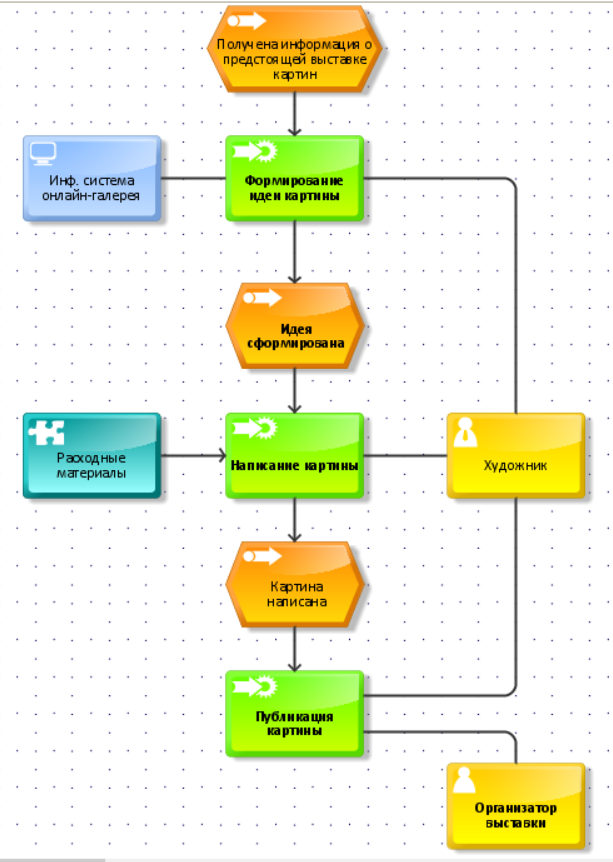 Получена информация о
предстоящей выставке
картин
Инф. система
онлайн-галерея
Формирование
идеи картины
Идея
сформирована
Расходные
материалы
Написание картины
Художник
Картина
написана
Публикация
картины
Организатор
выставки